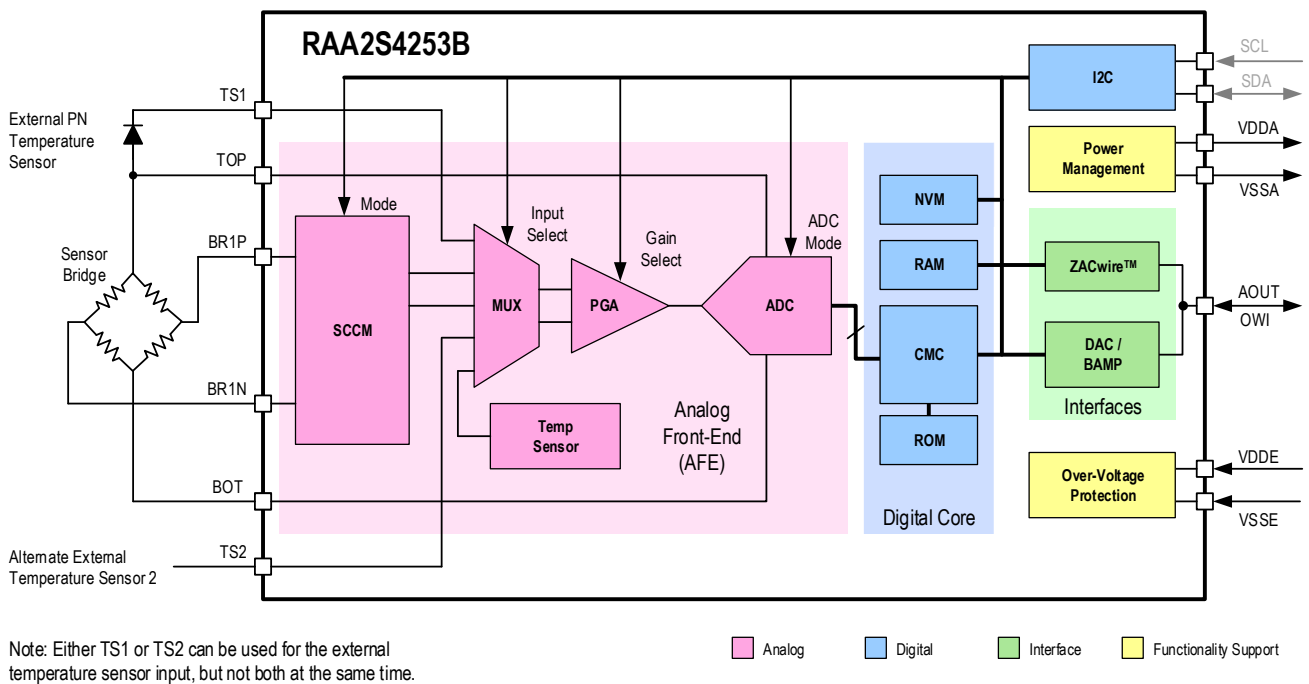 RAA2S4253B
SCL
I2C
SDA
TS1
External PN
Temperature
Sensor
VDDA
Power
Management
TOP
VSSA
Mode
NVM
Input
Select
ADC
Mode
BR1P
Gain
Select
Sensor
Bridge
RAM
ZACwire™
MUX
PGA
ADC
AOUT
OWI
SCCM
CMC
DAC /
BAMP
BR1N
Interfaces
Analog
Front-End
(AFE)
Temp
Sensor
ROM
VDDE
Over-Voltage
Protection
BOT
Digital Core
VSSE
TS2
Alternate External
Temperature Sensor 2
Note: Either TS1 or TS2 can be used for the external
temperature sensor input, but not both at the same time.
Analog
Digital
Interface
Functionality Support